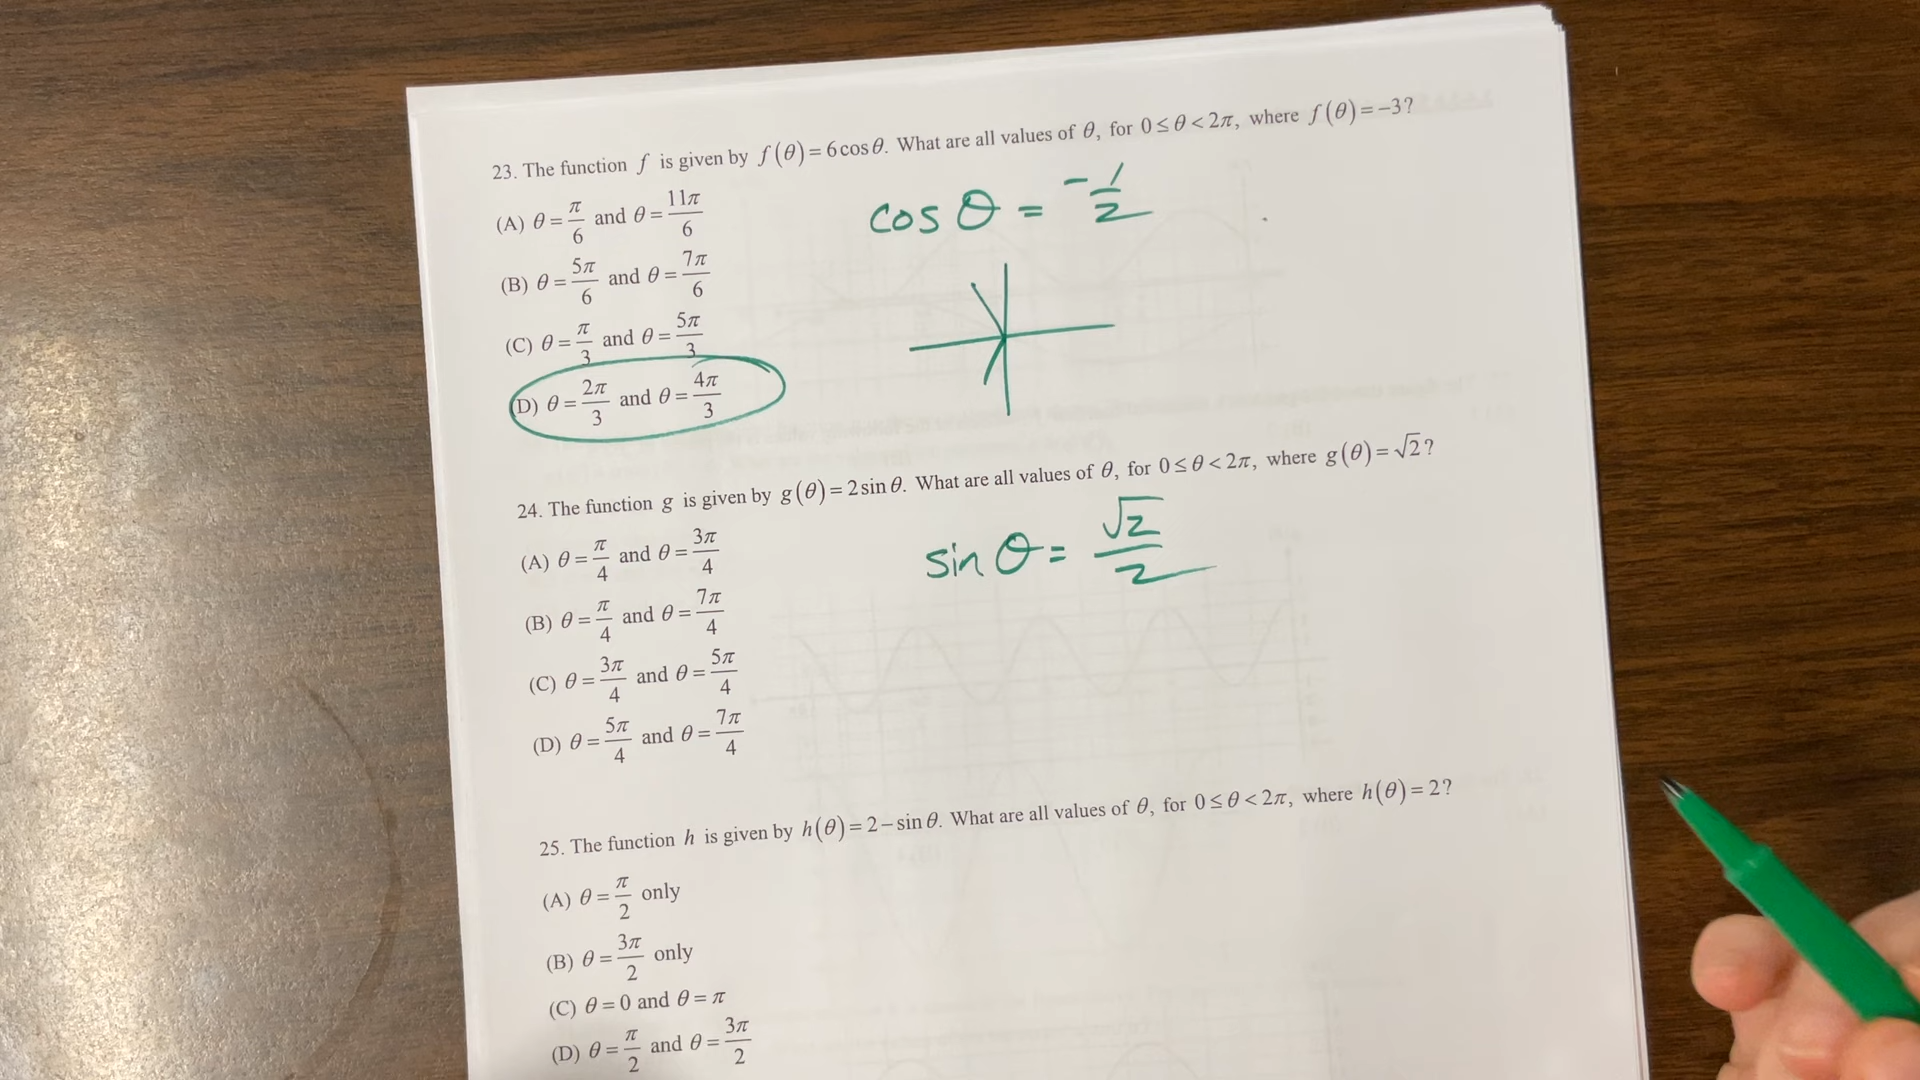 23. The function f is given by f(θ) = 6 cos θ. What are all values of θ, for 0 ≤ θ < 2π, where f(θ) = −3?
(A) θ = π/6 and θ = 11π/6
(B) θ = 5π/6 and θ = 7π/6
(C) θ = π/3 and θ = 5π/3
(D) θ = 2π/3 and θ = 4π/3
cos θ = −1/2
24. The function g is given by g(θ) = 2 sin θ. What are all values of θ, for 0 ≤ θ < 2π, where g(θ) = √2?
(A) θ = π/4 and θ = 3π/4
(B) θ = π/4 and θ = 7π/4
(C) θ = 3π/4 and θ = 5π/4
(D) θ = 5π/4 and θ = 7π/4
sin θ = √2/2
25. The function h is given by h(θ) = 2 − sin θ. What are all values of θ, for 0 ≤ θ < 2π, where h(θ) = 2?
(A) θ = π/2 only
(B) θ = 3π/2 only
(C) θ = 0 and θ = π
(D) θ = π/2 and θ = 3π/2